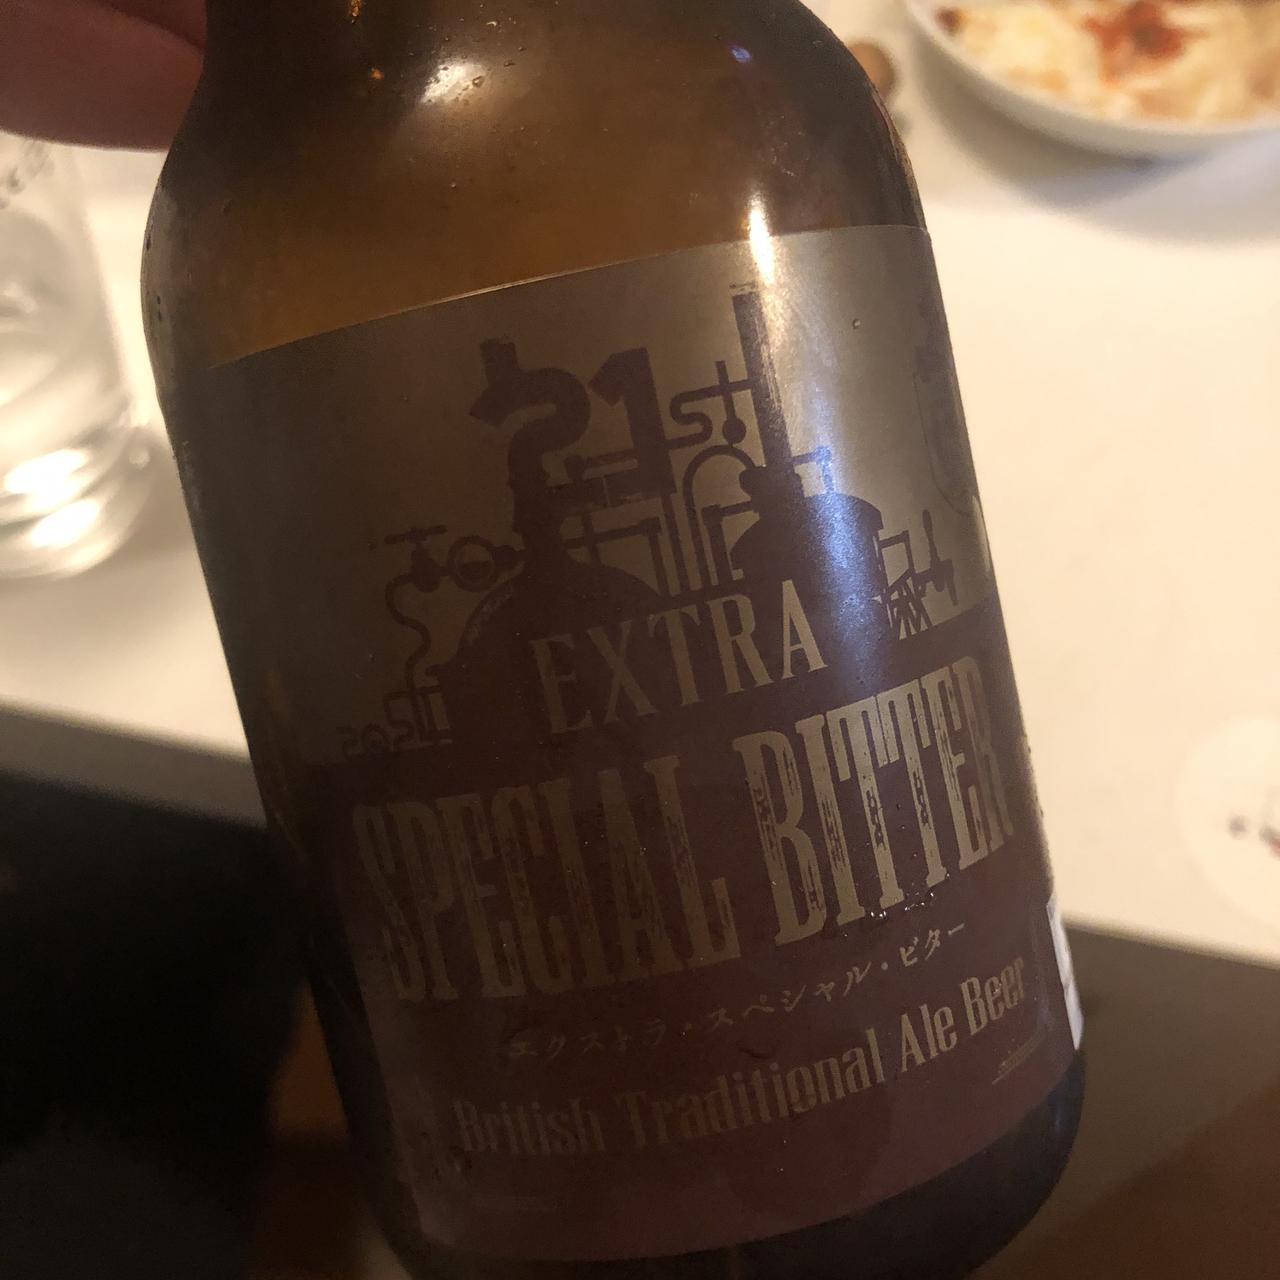 21st
EXTRA
SPECIAL BITTER
エクストラ・スペシャル・ビター
British Traditional Ale Beer